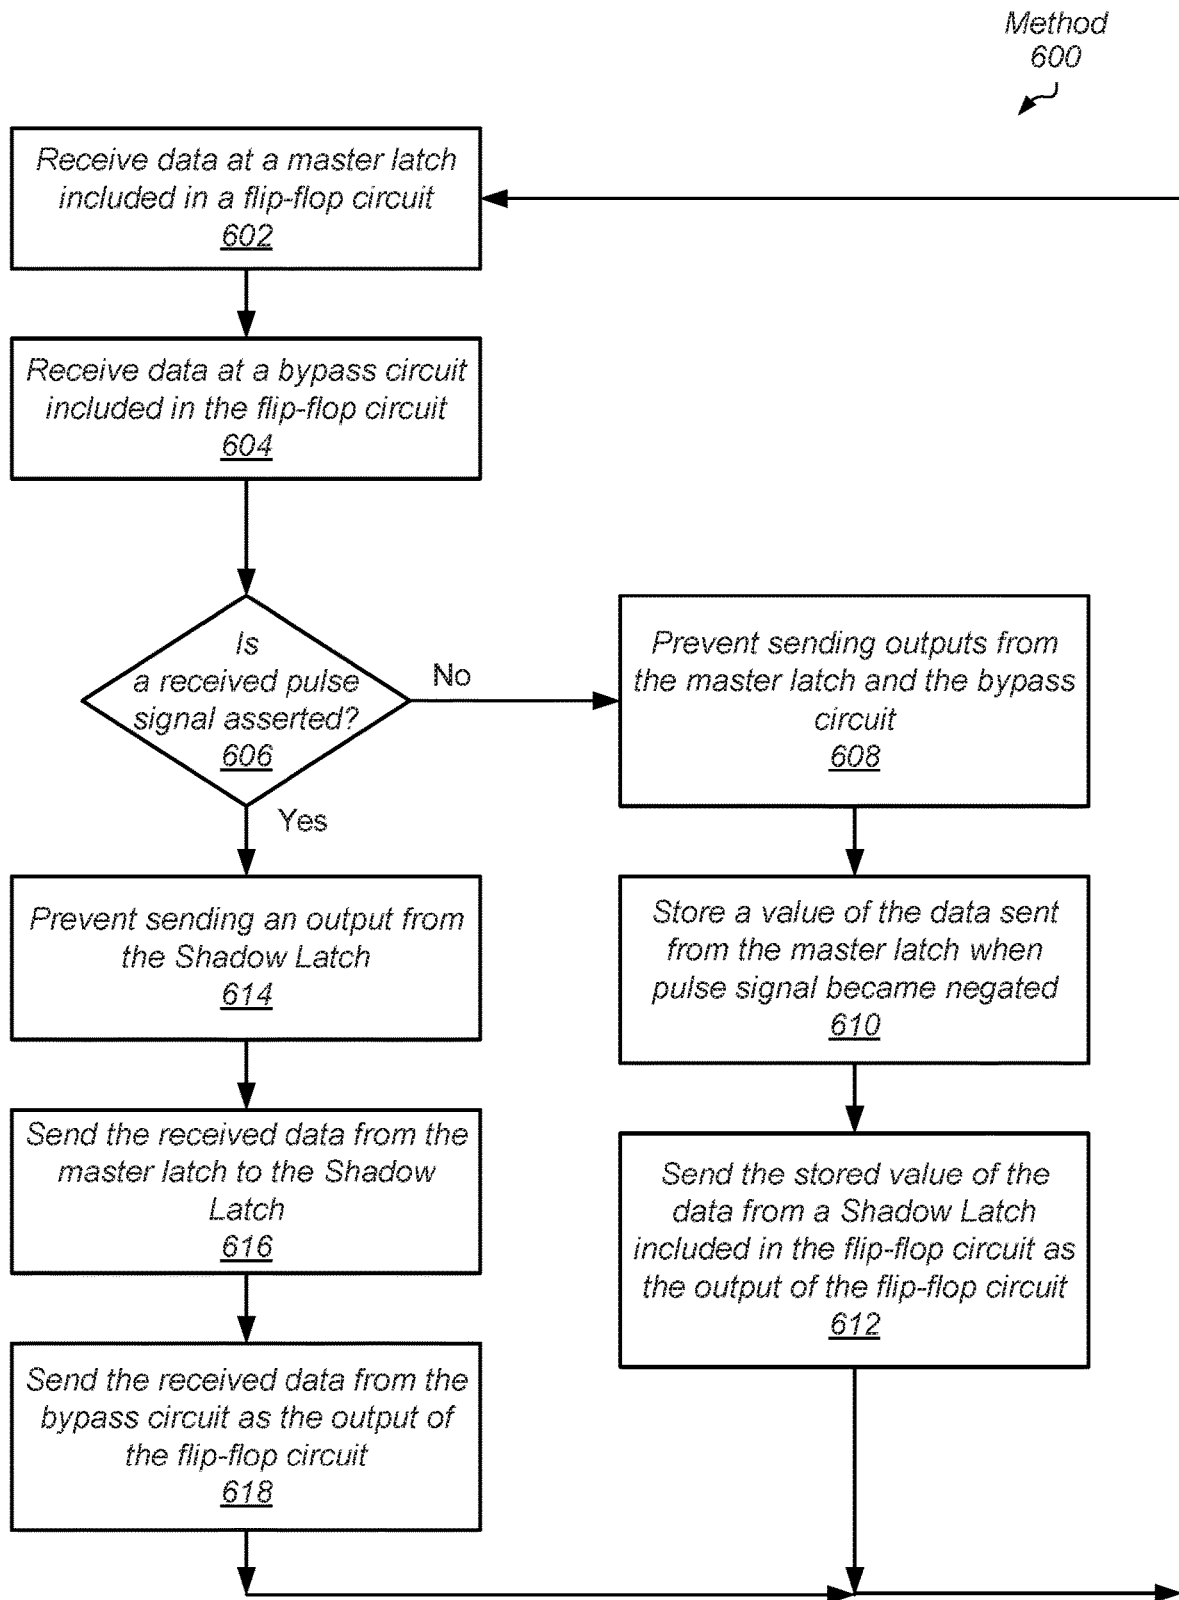 Method
600
Receive data at a master latch
included in a flip-flop circuit
602
Receive data at a bypass circuit
included in the flip-flop circuit
604
Is
a received pulse
signal asserted?
606
No
Yes
Prevent sending outputs from
the master latch and the bypass
circuit
608
Store a value of the data sent
from the master latch when
pulse signal became negated
610
Send the stored value of the
data from a Shadow Latch
included in the flip-flop circuit as
the output of the flip-flop circuit
612
Prevent sending an output from
the Shadow Latch
614
Send the received data from the
master latch to the Shadow
Latch
616
Send the received data from the
bypass circuit as the output of
the flip-flop circuit
618